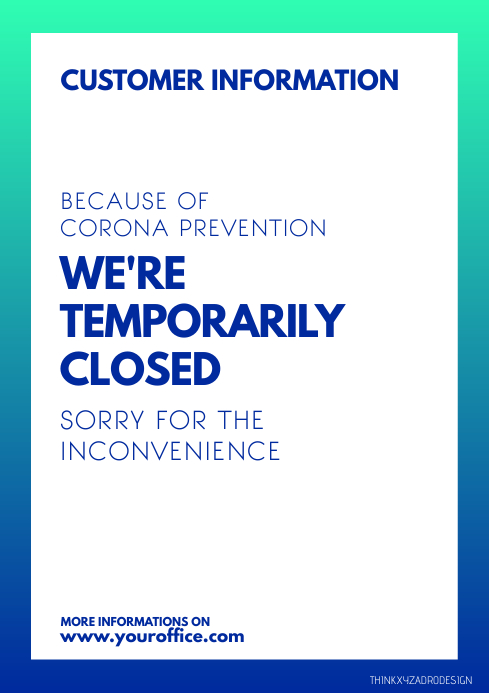 CUSTOMER INFORMATION
BECAUSE OF
CORONA PREVENTION
WE'RE
TEMPORARILY
CLOSED
SORRY FOR THE
INCONVENIENCE
MORE INFORMATIONS ON
www.youroffice.com
THINKXYZADRODESIGN